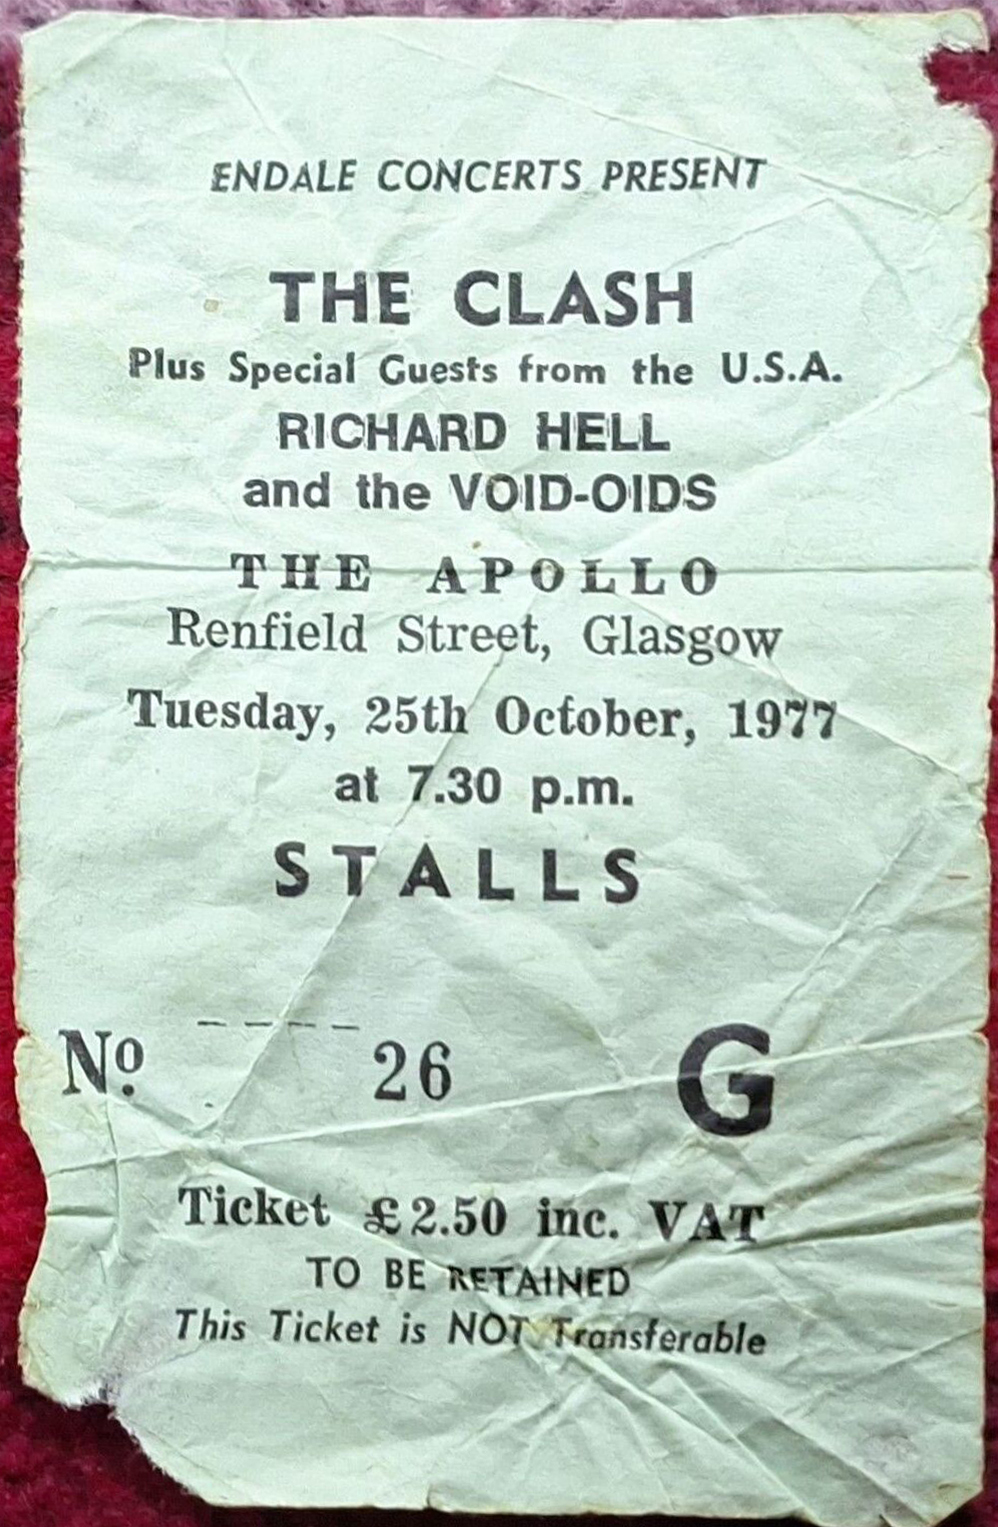 ENDALE CONCERTS PRESENT
THE CLASH
Plus Special Guests from the U.S.A.
RICHARD HELL
and the VOID-OIDS
THE APOLLO
Renfield Street, Glasgow
Tuesday, 25th October, 1977
at 7.30 p.m.
STALLS
Nº 26 G
Ticket £2.50 inc. VAT
TO BE RETAINED
This Ticket is NOT Transferable